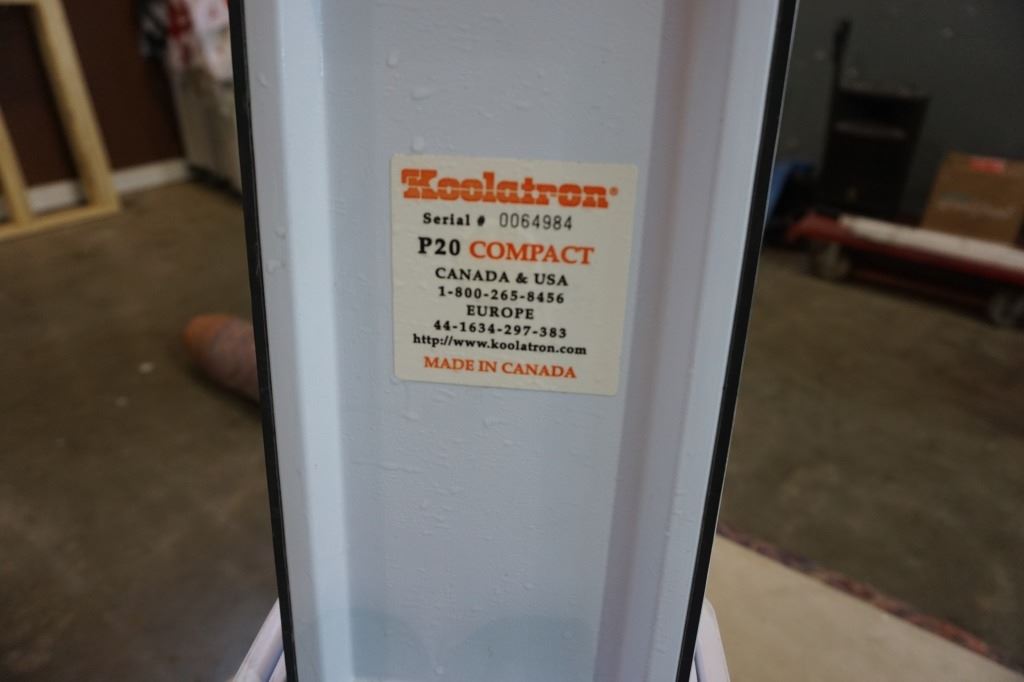 Koolatron®
Serial # 0064984
P20 COMPACT
CANADA & USA
1-800-265-8456
EUROPE
44-1634-297-383
http://www.koolatron.com
MADE IN CANADA